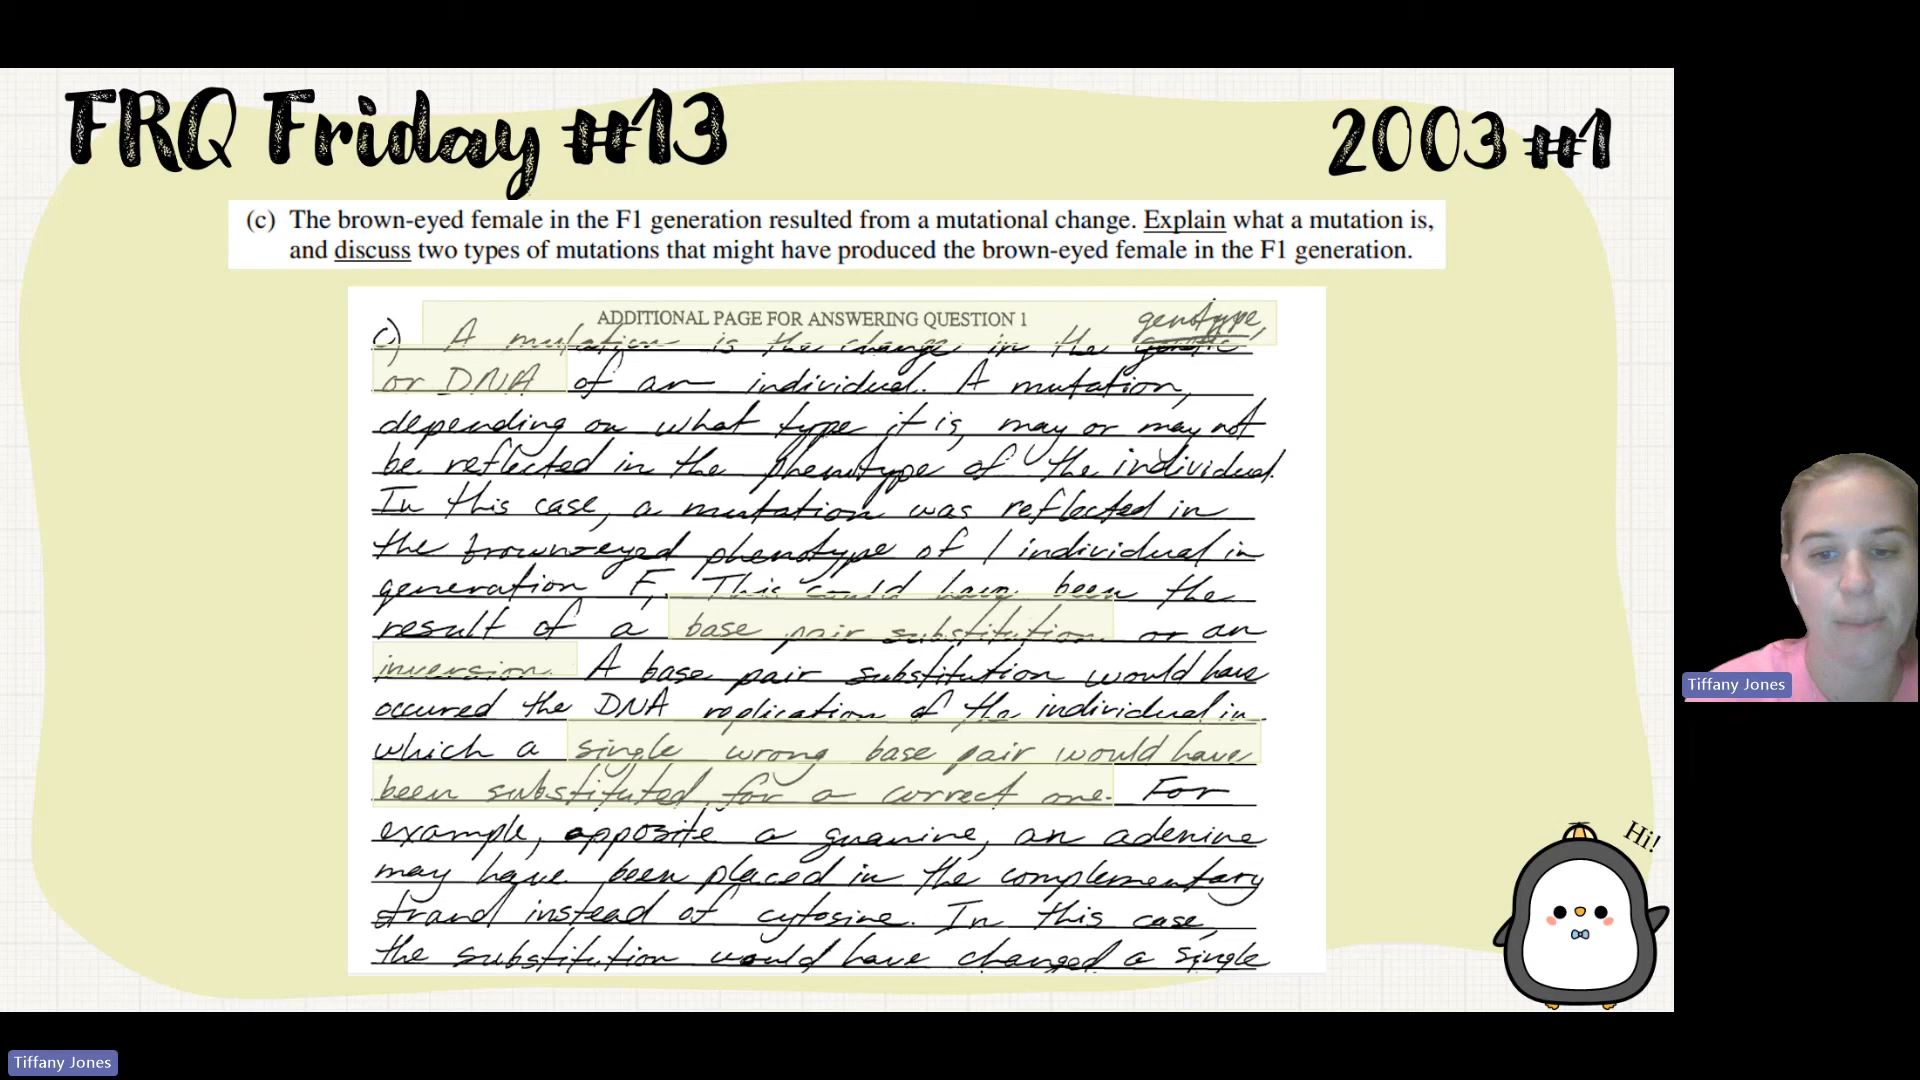 FRQ Friday #13
2003 #1
(c) The brown-eyed female in the F1 generation resulted from a mutational change. Explain what a mutation is,
and discuss two types of mutations that might have produced the brown-eyed female in the F1 generation.
ADDITIONAL PAGE FOR ANSWERING QUESTION 1
genotype,
c) A mutation is the change in the
or DNA of an individual. A mutation,
depending on what type it is, may or may not
be reflected in the phenotype of the individual.
In this case, a mutation was reflected in
the brown-eyed phenotype of 1 individual in
generation F1. This could have been the
result of a base pair substitution or an
inversion. A base pair substitution would have
occured the DNA replication of the individual in
which a single wrong base pair would have
been substituted for a correct one. For
example, opposite a guanine, an adenine
may have been placed in the complementary
strand instead of cytosine. In this case,
the substitution would have changed a single
Hi!
Tiffany Jones
Tiffany Jones